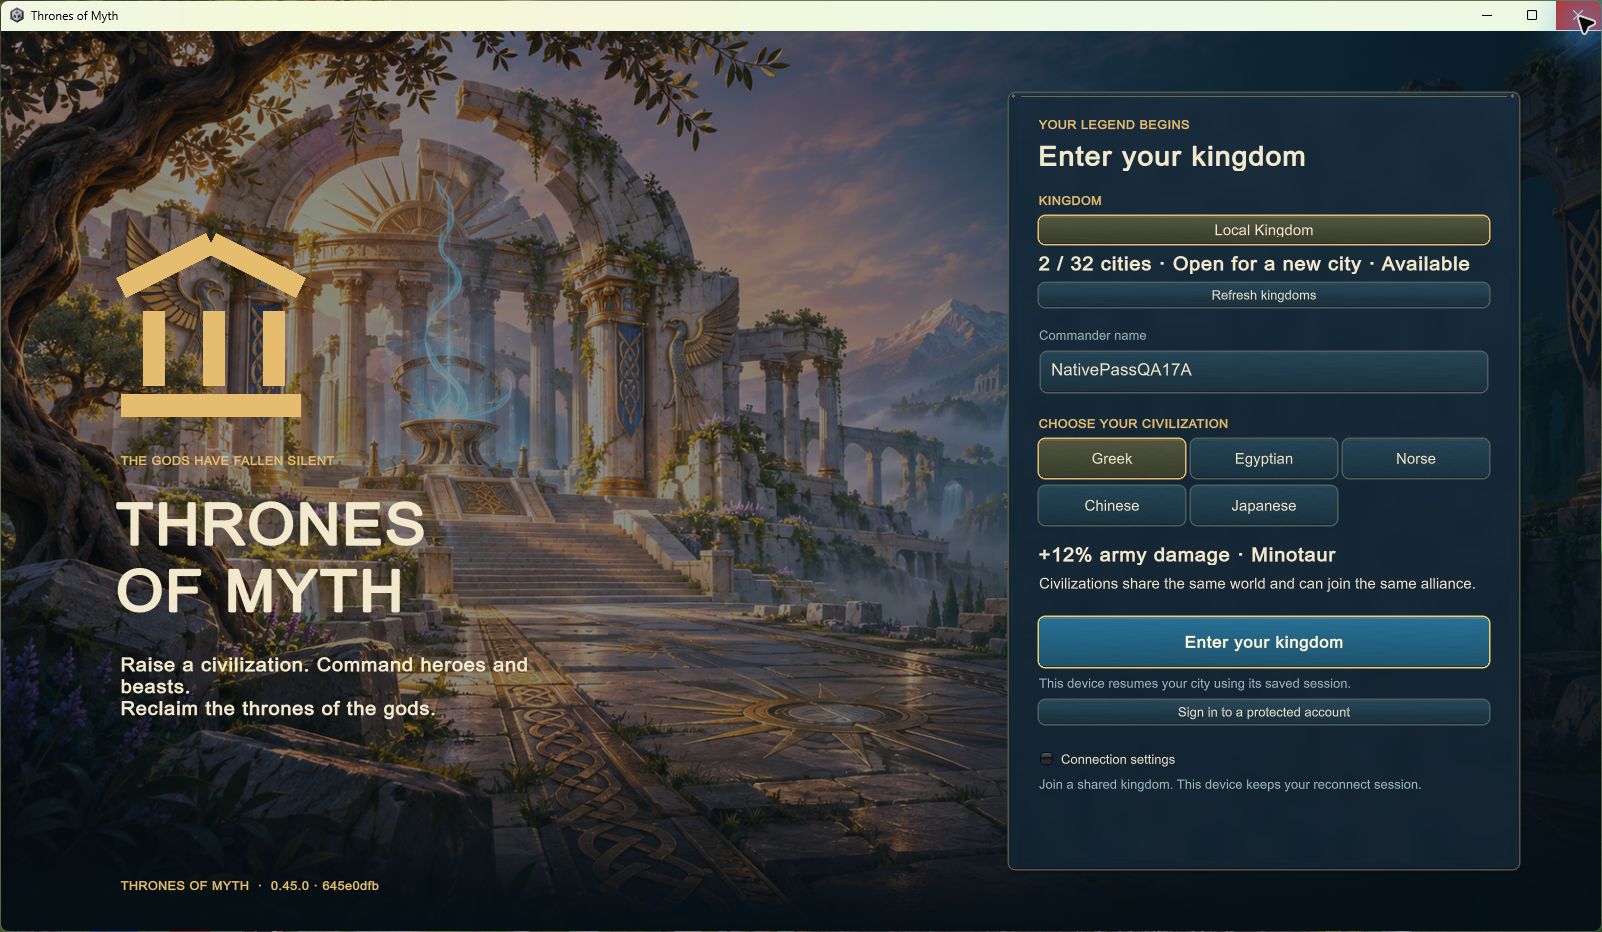 Thrones of Myth
THE GODS HAVE FALLEN SILENT
THRONES
OF MYTH
Raise a civilization. Command heroes and
beasts.
Reclaim the thrones of the gods.
THRONES OF MYTH · 0.45.0 · 645e0dfb
YOUR LEGEND BEGINS
Enter your kingdom
KINGDOM
Local Kingdom
2 / 32 cities · Open for a new city · Available
Refresh kingdoms
Commander name
NativePassQA17A
CHOOSE YOUR CIVILIZATION
Greek Egyptian Norse
Chinese Japanese
+12% army damage · Minotaur
Civilizations share the same world and can join the same alliance.
Enter your kingdom
This device resumes your city using its saved session.
Sign in to a protected account
Connection settings
Join a shared kingdom. This device keeps your reconnect session.